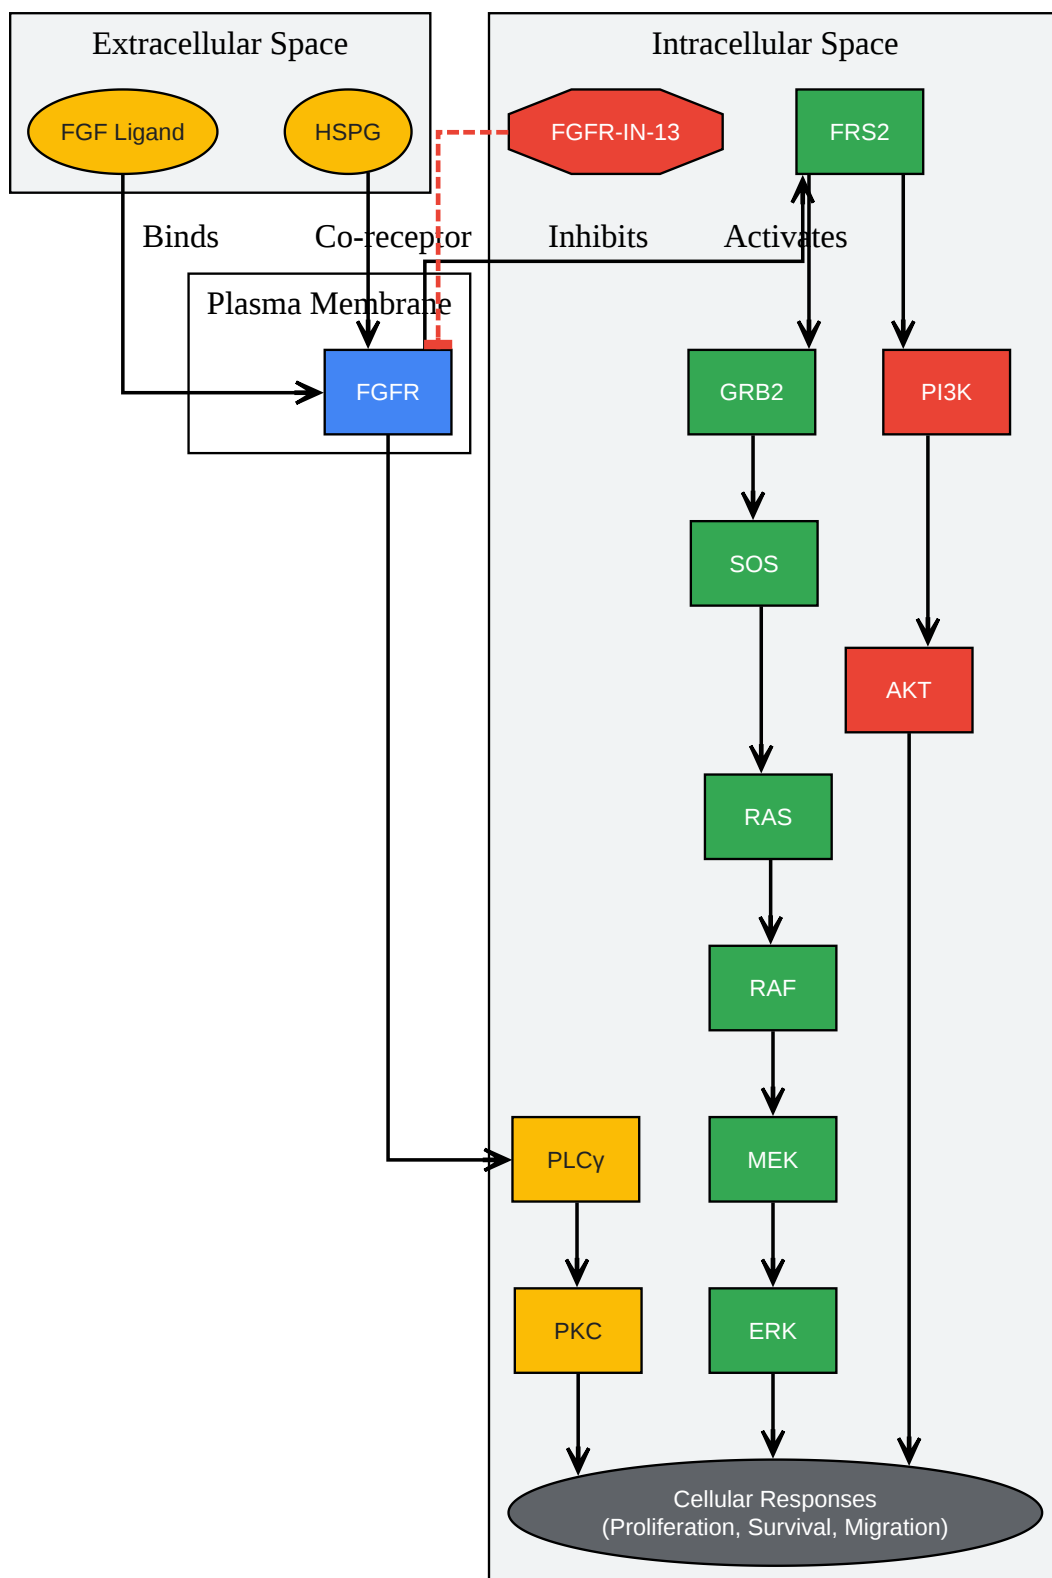 Extracellular Space
Intracellular Space
FGF Ligand
HSPG
FGFR-IN-13
FRS2
Binds
Co-receptor
Inhibits
Activates
Plasma Membrane
FGFR
GRB2
PI3K
SOS
AKT
RAS
RAF
PLCγ
MEK
PKC
ERK
Cellular Responses
(Proliferation, Survival, Migration)